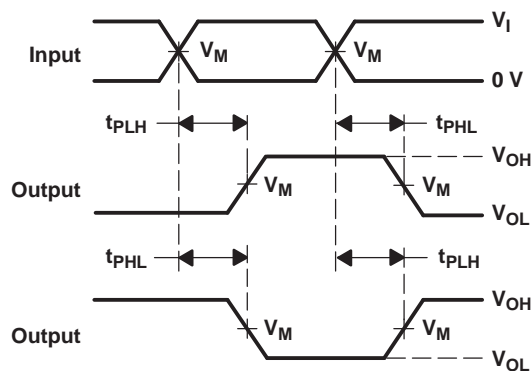 V_I
Input
V_M
V_M
0 V
t_PLH
t_PHL
V_OH
Output
V_M
V_M
V_OL
t_PHL
t_PLH
V_OH
Output
V_M
V_M
V_OL